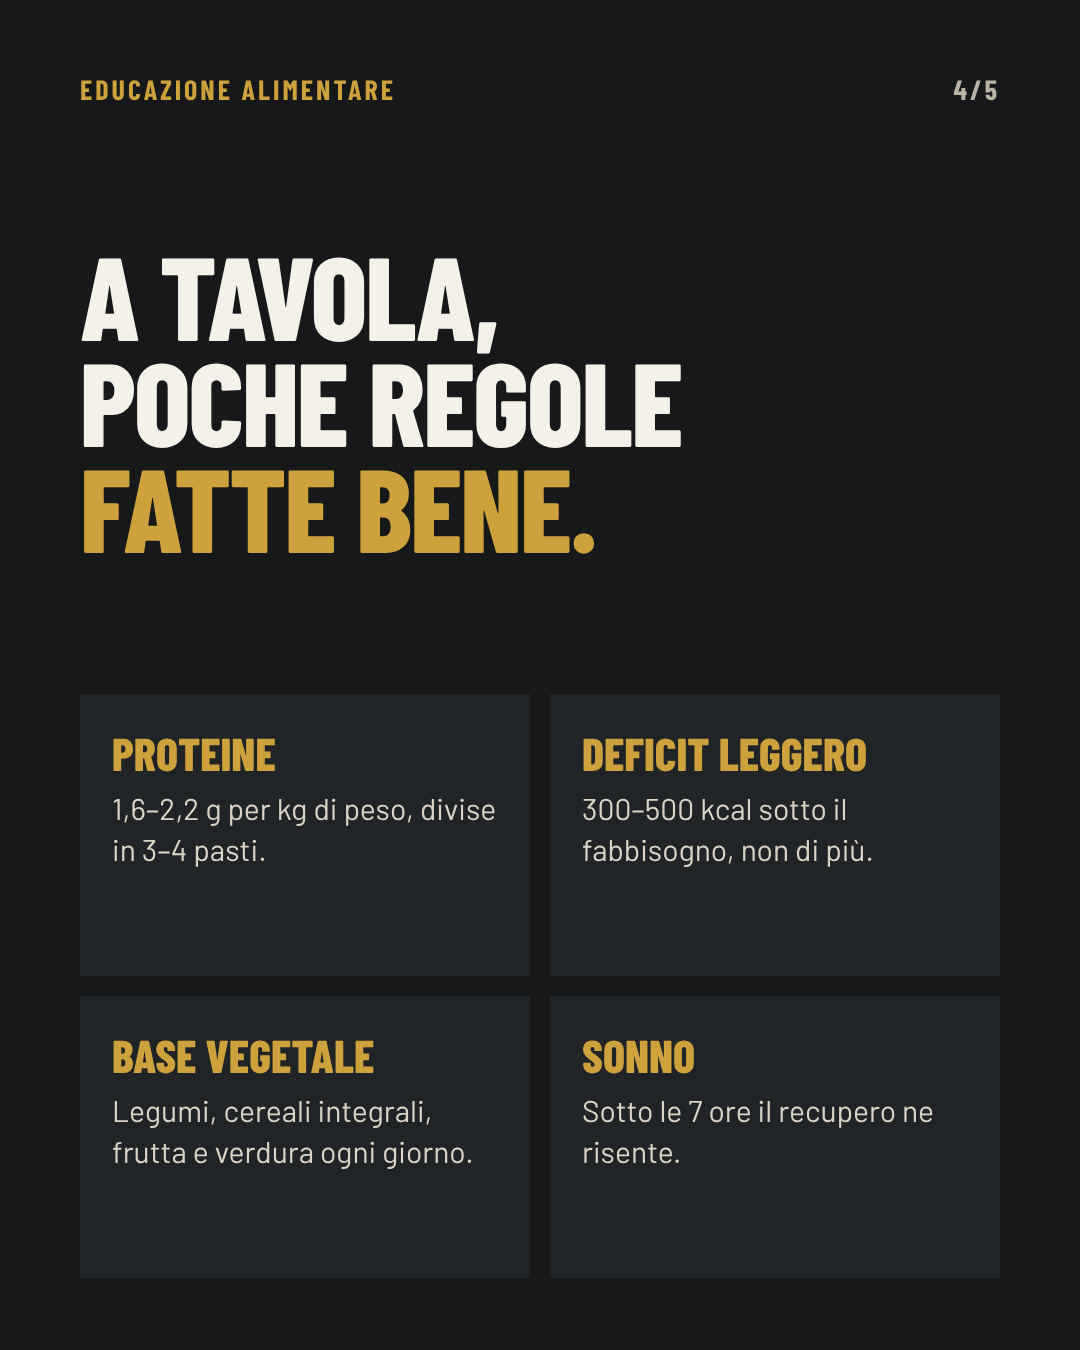 EDUCAZIONE ALIMENTARE
4/5
A TAVOLA,
POCHE REGOLE
FATTE BENE.
PROTEINE
1,6–2,2 g per kg di peso, divise
in 3–4 pasti.
DEFICIT LEGGERO
300–500 kcal sotto il
fabbisogno, non di più.
BASE VEGETALE
Legumi, cereali integrali,
frutta e verdura ogni giorno.
SONNO
Sotto le 7 ore il recupero ne
risente.